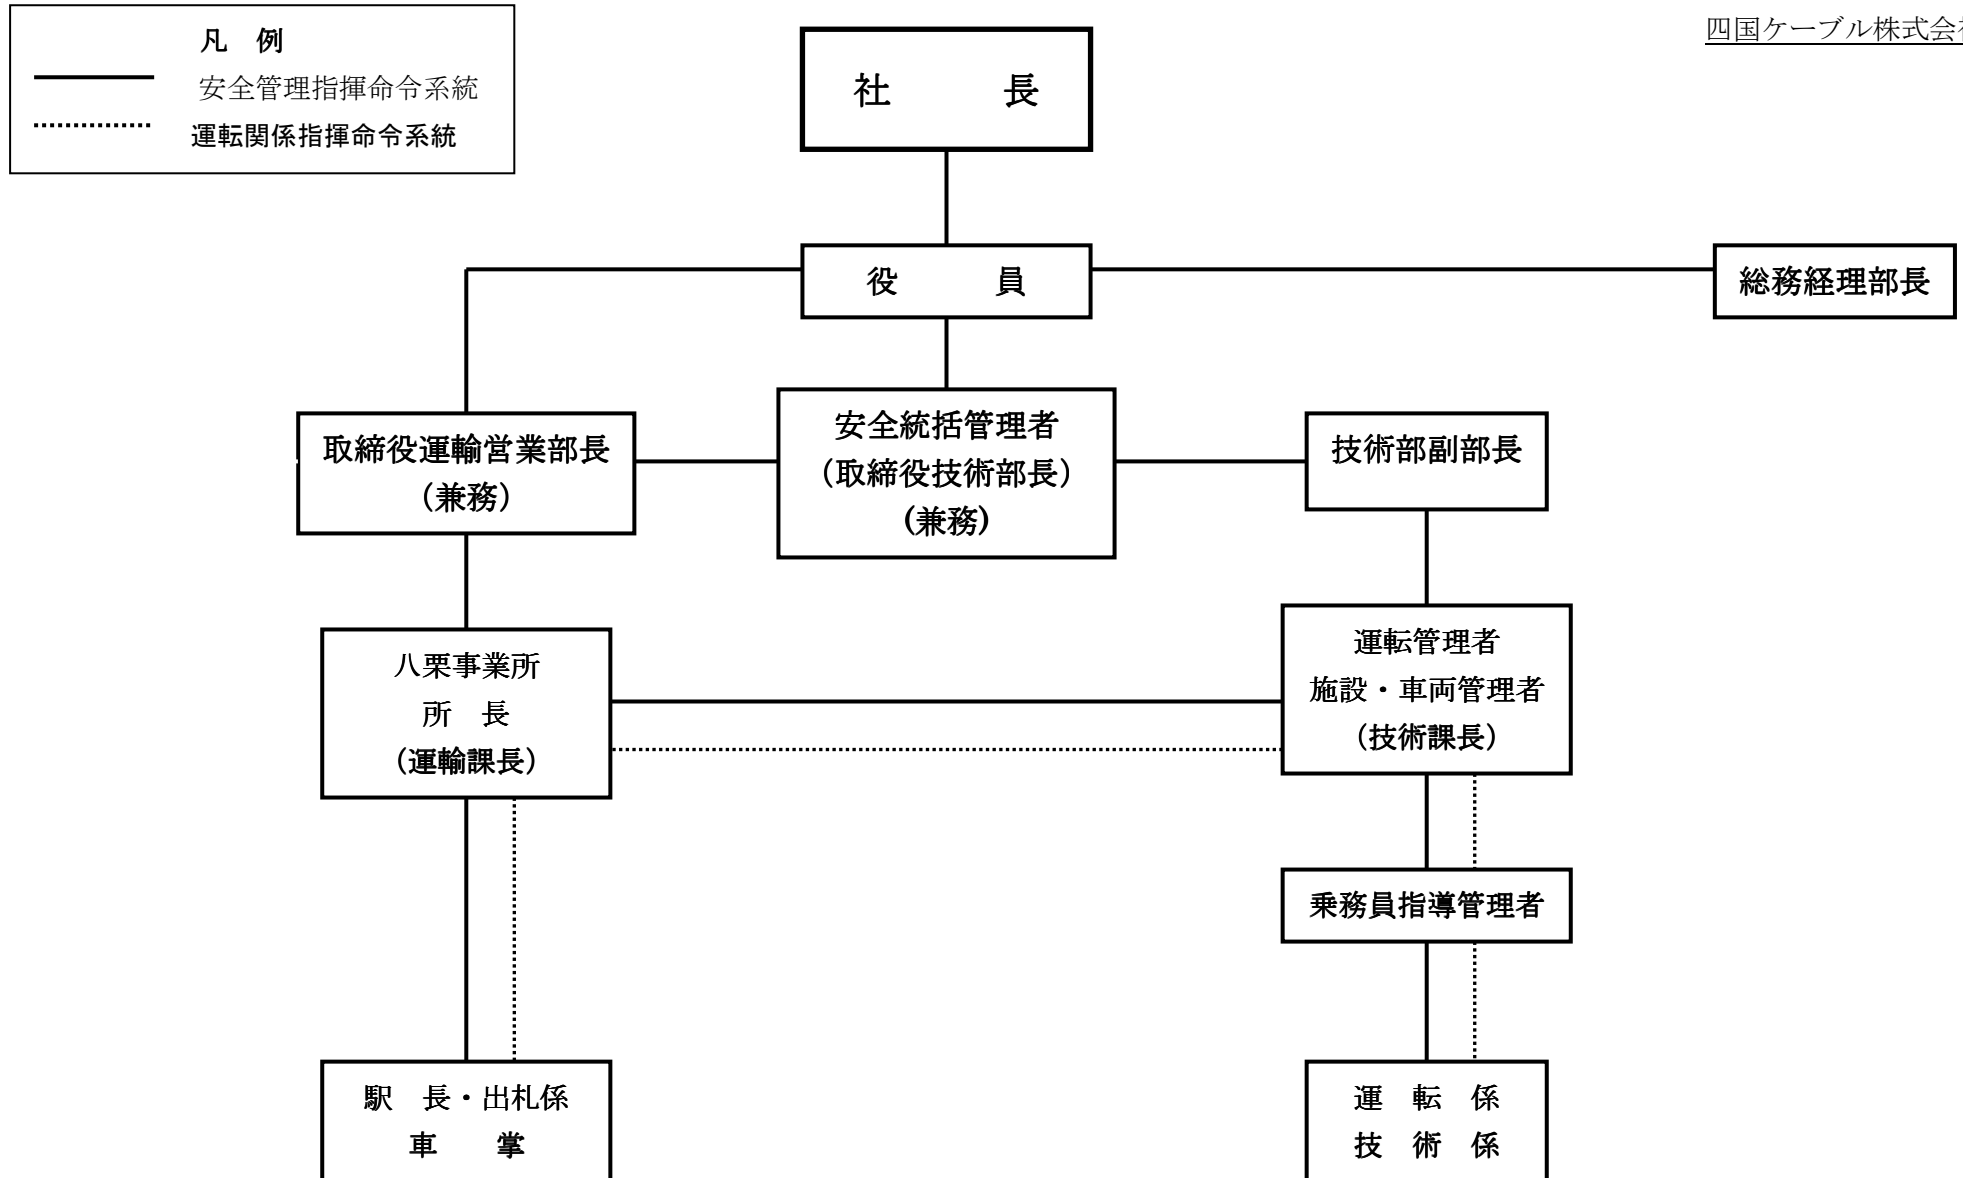 凡　例
安全管理指揮命令系統
運転関係指揮命令系統
四国ケーブル株式会社
社　　　長
役　　　員
総務経理部長
取締役運輸営業部長
（兼務）
安全統括管理者
（取締役技術部長）
（兼務）
技術部副部長
八栗事業所
所　長
（運輸課長）
運転管理者
施設・車両管理者
（技術課長）
乗務員指導管理者
駅　長・出札係
車　　掌
運　転　係
技　術　係